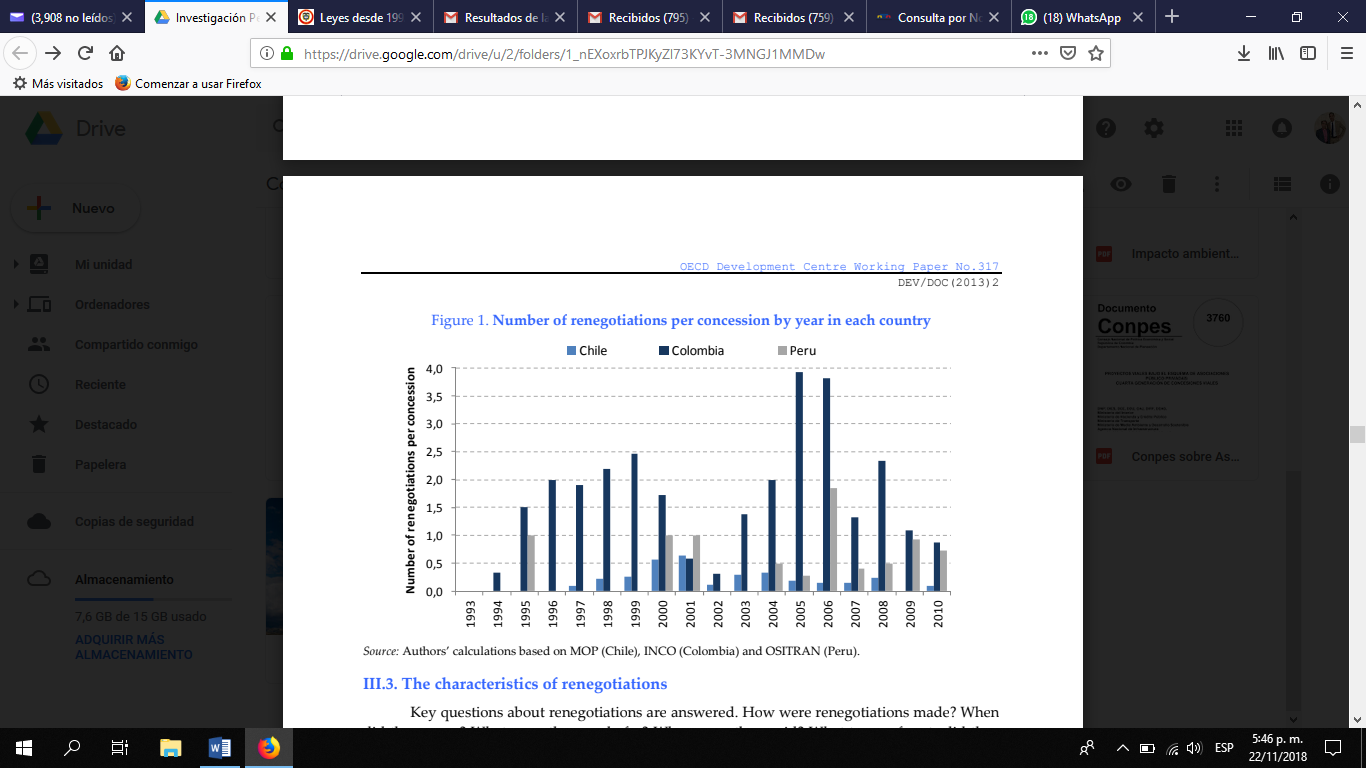 (3,908 no leídos)
Investigación P
Leyes desde 199
Resultados de la
Recibidos (795)
Recibidos (759)
Consulta por No
18
(18) WhatsApp
https://drive.google.com/drive/u/2/folders/1_nEXoxrbTPJKyZl73KYvT-3MNGJ1MMDw
Más visitados
Comenzar a usar Firefox
Drive
Nuevo
Mi unidad
Ordenadores
Compartido conmigo
Reciente
Destacado
Papelera
Copias de seguridad
Almacenamiento
7,6 GB de 15 GB usado
ADQUIRIR MÁS
ALMACENAMIENTO
OECD Development Centre Working Paper No.317
DEV/DOC(2013)2
Figure 1. Number of renegotiations per concession by year in each country
Chile Colombia Peru
Number of renegotiations per concession
4,0
3,5
3,0
2,5
2,0
1,5
1,0
0,5
0,0
1993 1994 1995 1996 1997 1998 1999 2000 2001 2002 2003 2004 2005 2006 2007 2008 2009 2010
Source: Authors' calculations based on MOP (Chile), INCO (Colombia) and OSITRAN (Peru).
III.3. The characteristics of renegotiations
Key questions about renegotiations are answered. How were renegotiations made? When
PDF
Impacto ambient...
Documento
Conpes
3760
PDF
Conpes sobre As...
ESP
5:46 p. m.
22/11/2018